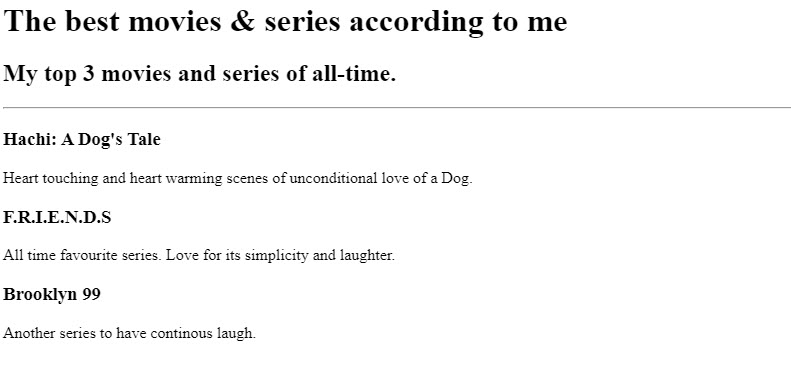 The best movies & series according to me
My top 3 movies and series of all-time.
Hachi: A Dog's Tale
Heart touching and heart warming scenes of unconditional love of a Dog.
F.R.I.E.N.D.S
All time favourite series. Love for its simplicity and laughter.
Brooklyn 99
Another series to have continous laugh.